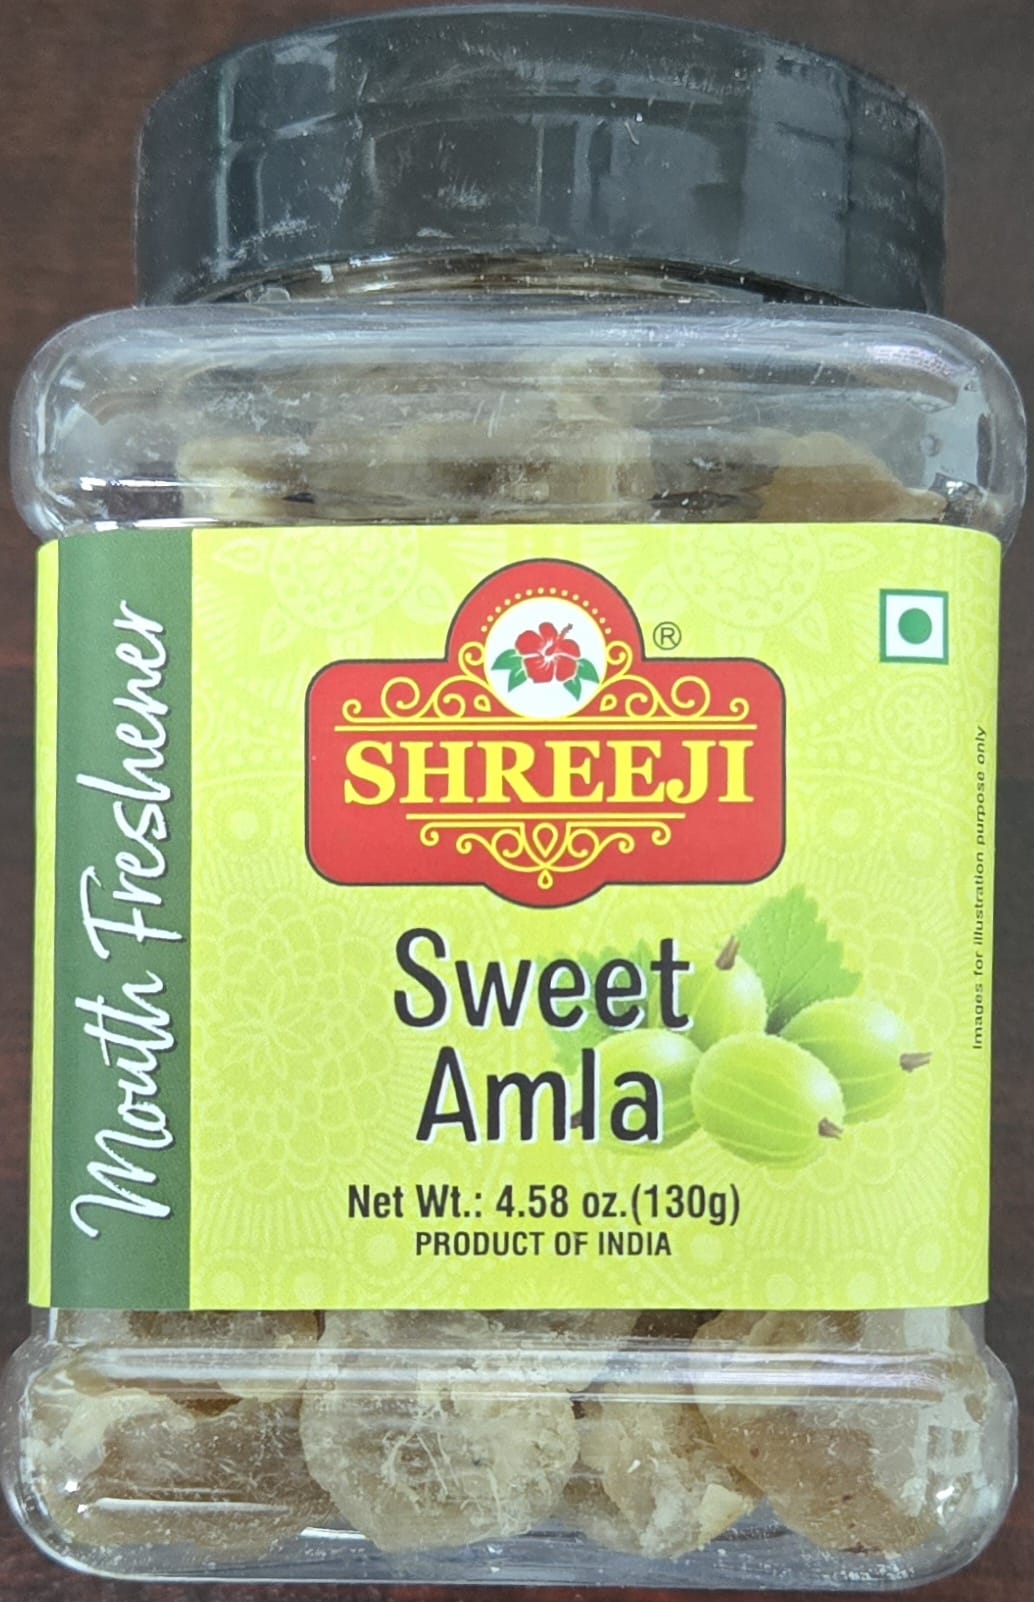 SHREEJI
®
Sweet
Amla
Net Wt.: 4.58 oz.(130g)
PRODUCT OF INDIA
Mouth Freshener
Images for illustration purpose only